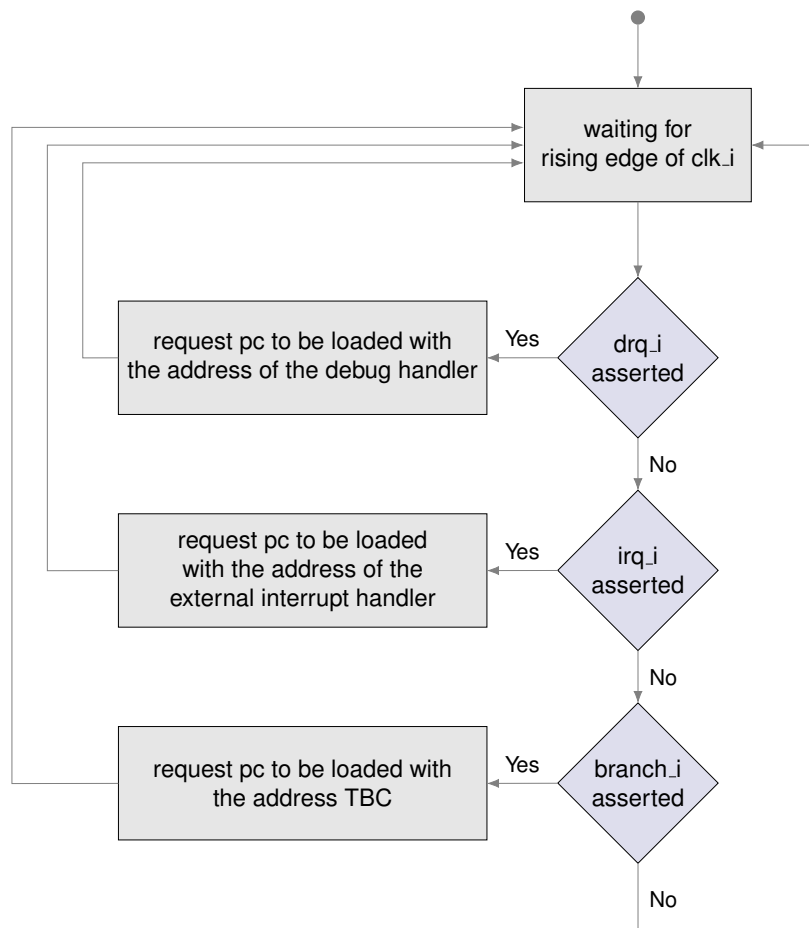 waiting for
rising edge of clk_i
drq_i
asserted
Yes
request pc to be loaded with
the address of the debug handler
No
irq_i
asserted
Yes
request pc to be loaded
with the address of the
external interrupt handler
No
branch_i
asserted
Yes
request pc to be loaded with
the address TBC
No